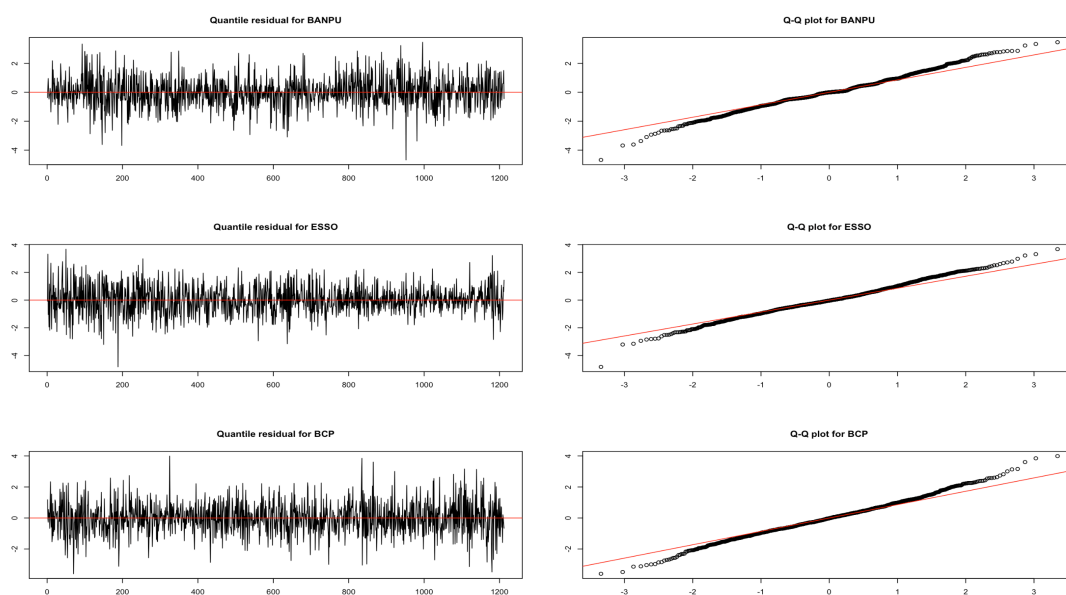 Quantile residual for BANPU
2
0
-2
-4
0 200 400 600 800 1000 1200
Q-Q plot for BANPU
2
0
-2
-4
-3 -2 -1 0 1 2 3
Quantile residual for ESSO
4
2
0
-2
-4
0 200 400 600 800 1000 1200
Q-Q plot for ESSO
4
2
0
-2
-4
-3 -2 -1 0 1 2 3
Quantile residual for BCP
4
2
0
-2
0 200 400 600 800 1000 1200
Q-Q plot for BCP
4
2
0
-2
-3 -2 -1 0 1 2 3